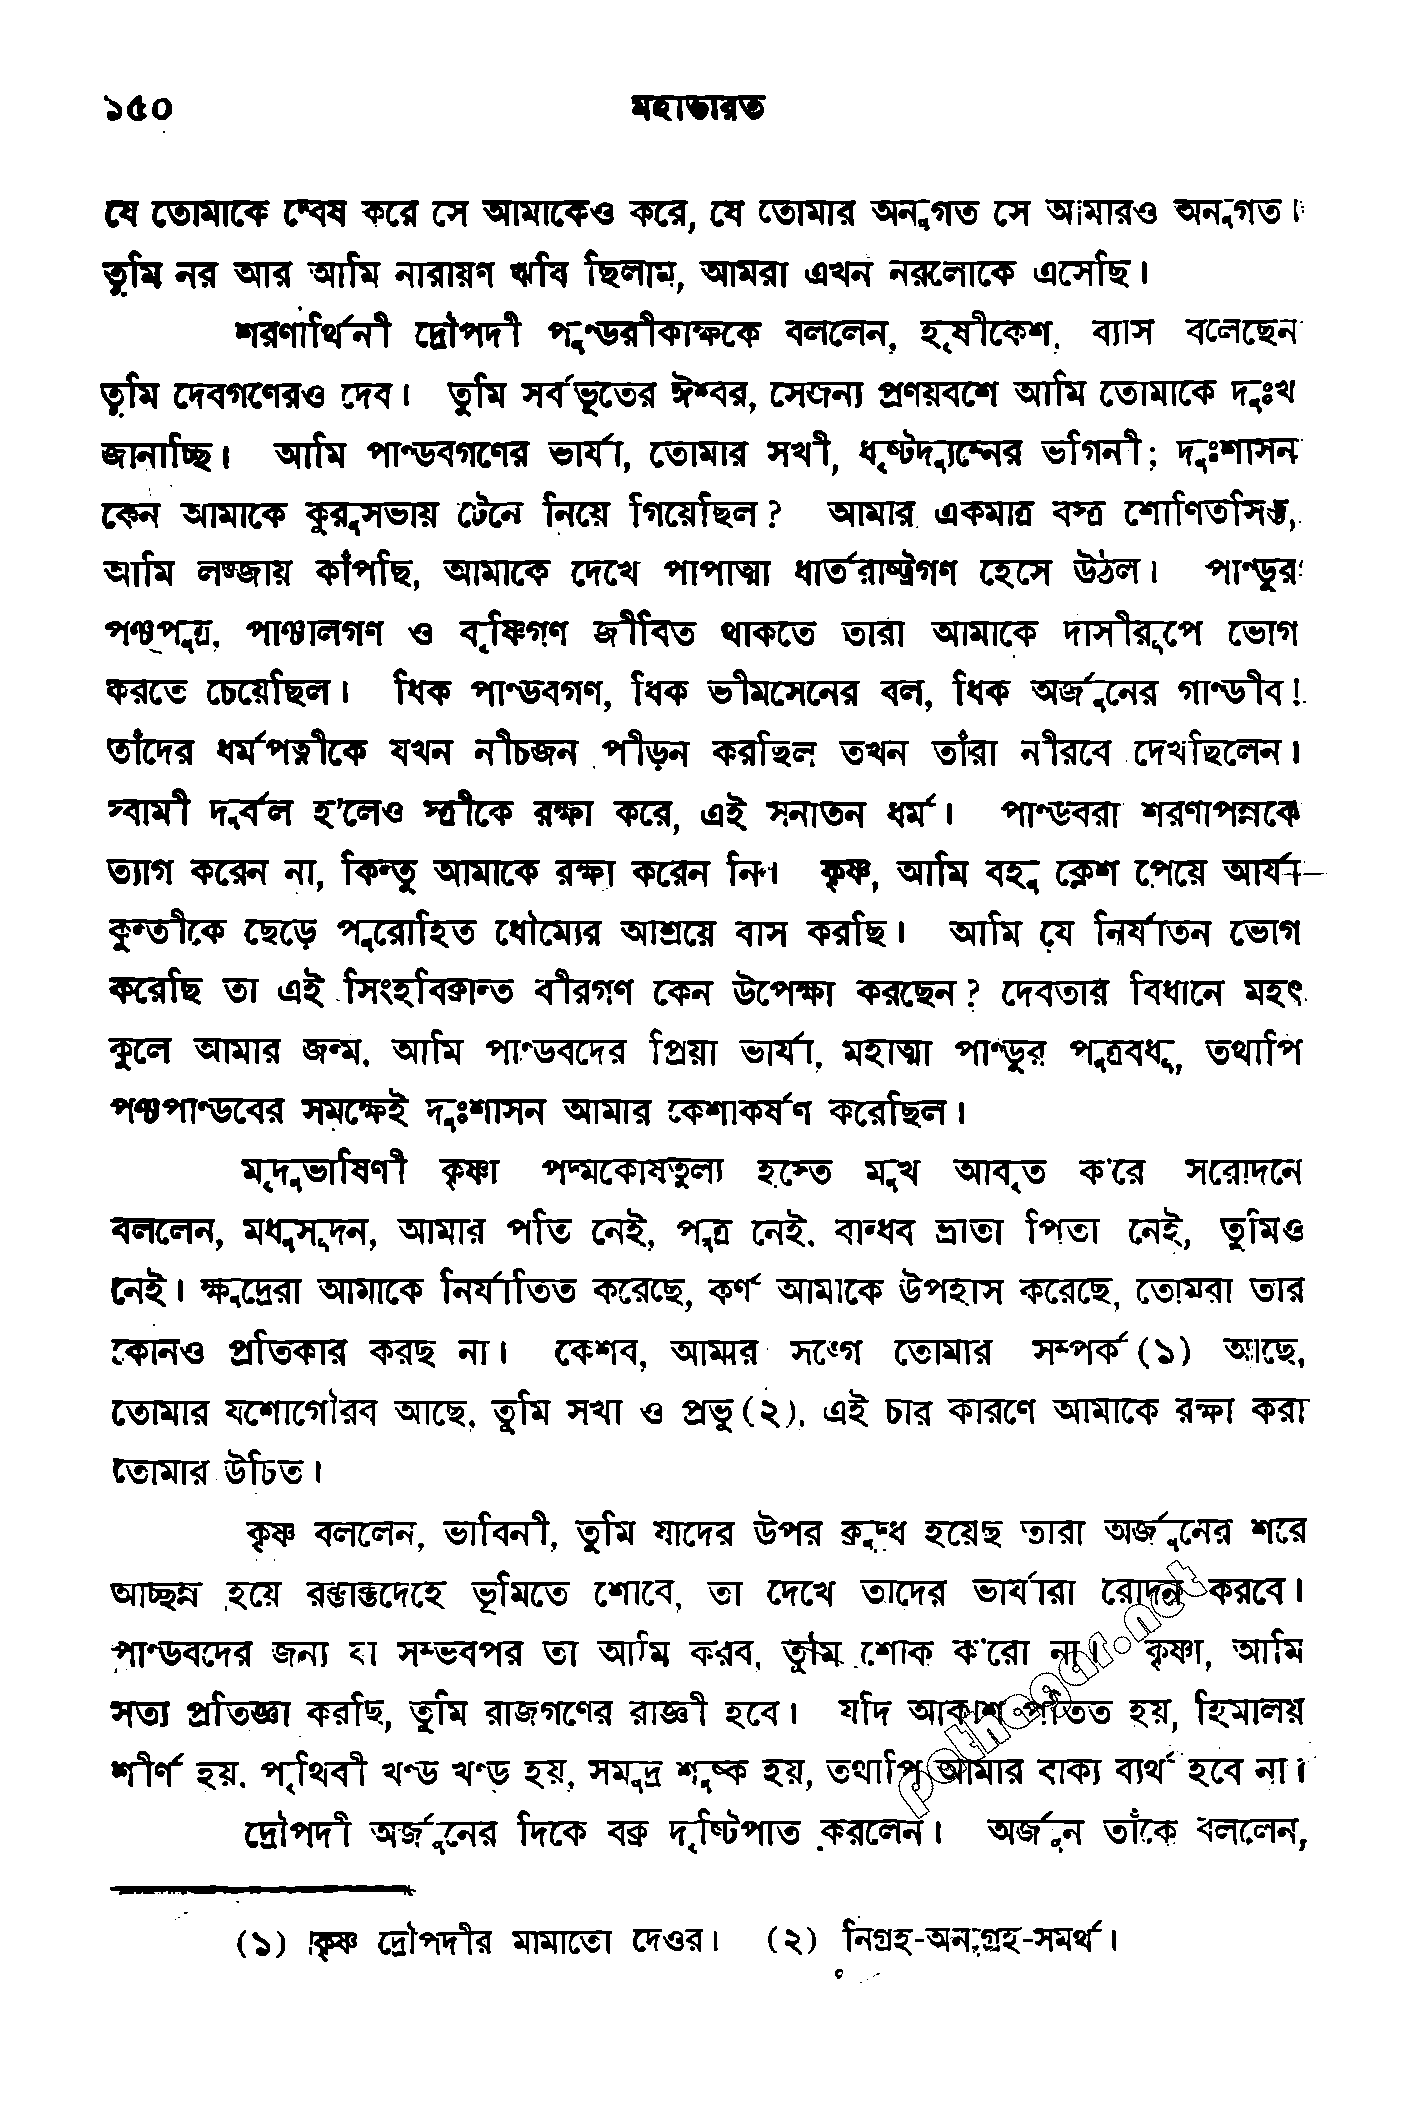 ১৫০ মহাভারত
যে তোমাকে দ্বেষ করে সে আমাকেও করে, যে তোমার অনুগত সে আমারও অনুগত।
তুমি নর আর আমি নারায়ণ ঋষি ছিলাম, আমরা এখন নরলোকে এসেছি।
শরণার্থিনী দ্রৌপদী পুণ্ডরীকাক্ষকে বললেন, হৃষীকেশ, ব্যাস বলেছেন
তুমি দেবগণেরও দেব। তুমি সর্বভূতের ঈশ্বর, সেজন্য প্রণয়বশে আমি তোমাকে দুঃখ
জানাচ্ছি। আমি পাণ্ডবগণের ভার্যা, তোমার সখী, ধৃষ্টদ্যুম্নের ভগিনী; দুঃশাসন
কেন আমাকে কুরুসভায় টেনে নিয়ে গিয়েছিল? আমার একমাত্র বস্ত্র শোণিতসিক্ত,
আমি লজ্জায় কাঁপছি, আমাকে দেখে পাপাত্মা ধার্তরাষ্ট্রগণ হেসে উঠল। পাণ্ডুর
পঞ্চপুত্র, পাঞ্চালগণ ও বৃষ্ণিগণ জীবিত থাকতে তারা আমাকে দাসীরূপে ভোগ
করতে চেয়েছিল। ধিক পাণ্ডবগণ, ধিক ভীমসেনের বল, ধিক অর্জুনের গাণ্ডীব!
তাঁদের ধর্মপত্নীকে যখন নীচজন পীড়ন করছিল তখন তাঁরা নীরবে দেখছিলেন।
স্বামী দুর্বল হ'লেও স্ত্রীকে রক্ষা করে, এই সনাতন ধর্ম। পাণ্ডবরা শরণাপন্নকে
ত্যাগ করেন না, কিন্তু আমাকে রক্ষা করেন নি। কৃষ্ণ, আমি বহু ক্লেশ পেয়ে আর্যা
কুন্তীকে ছেড়ে পুরোহিত ধৌম্যের আশ্রয়ে বাস করছি। আমি যে নির্যাতন ভোগ
করেছি তা এই সিংহবিক্রান্ত বীরগণ কেন উপেক্ষা করছেন? দেবতার বিধানে মহৎ
কুলে আমার জন্ম, আমি পাণ্ডবদের প্রিয়া ভার্যা, মহাত্মা পাণ্ডুর পুত্রবধূ, তথাপি
পঞ্চপাণ্ডবের সমক্ষেই দুঃশাসন আমার কেশাকর্ষণ করেছিল।
মৃদুভাষিণী কৃষ্ণা পদ্মকোষতুল্য হস্তে মুখ আবৃত ক'রে সরোদনে
বললেন, মধুসূদন, আমার পতি নেই, পুত্র নেই, বান্ধব ভ্রাতা পিতা নেই, তুমিও
নেই। ক্ষুদ্রেরা আমাকে নির্যাতিত করেছে, কর্ণ আমাকে উপহাস করেছে, তোমরা তার
কোনও প্রতিকার করছ না। কেশব, আমার সঙ্গে তোমার সম্পর্ক (১) আছে,
তোমার যশোগৌরব আছে, তুমি সখা ও প্রভু (২), এই চার কারণে আমাকে রক্ষা করা
তোমার উচিত।
কৃষ্ণ বললেন, ভাবিনী, তুমি যাদের উপর ক্রুদ্ধ হয়েছ তারা অর্জুনের শরে
আচ্ছন্ন হয়ে রক্তাক্তদেহে ভূমিতে শোবে, তা দেখে তাদের ভার্যারা রোদন করবে।
পাণ্ডবদের জন্য যা সম্ভবপর তা আমি করব, তুমি শোক ক'রো না। কৃষ্ণা, আমি
সত্য প্রতিজ্ঞা করছি, তুমি রাজগণের রাজ্ঞী হবে। যদি আকাশ পতিত হয়, হিমালয়
শীর্ণ হয়, পৃথিবী খণ্ড খণ্ড হয়, সমুদ্র শুষ্ক হয়, তথাপি আমার বাক্য ব্যর্থ হবে না।
দ্রৌপদী অর্জুনের দিকে বক্র দৃষ্টিপাত করলেন। অর্জুন তাঁকে বললেন,
(১) কৃষ্ণ দ্রৌপদীর মামাতো দেওর। (২) নিগ্রহ-অনুগ্রহ-সমর্থ।
pathagar.net